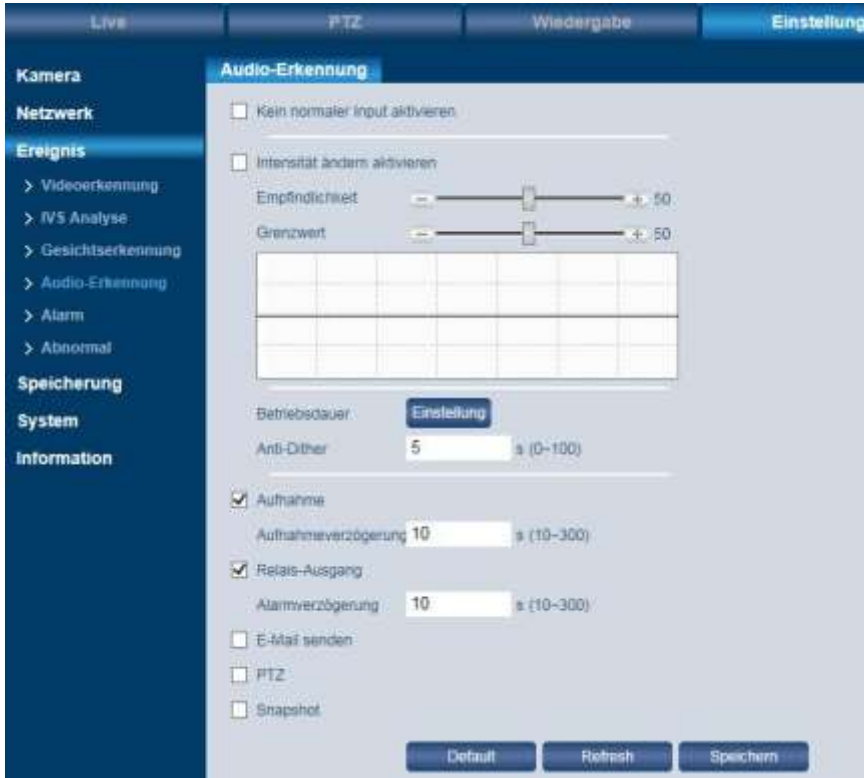 Live PTZ Wiedergabe Einstellung
Kamera
Netzwerk
Ereignis
> Videoerkennung
> IVS Analyse
> Gesichtserkennung
> Audio-Erkennung
> Alarm
> Abnormal
Speicherung
System
Information
Audio-Erkennung
Kein normaler Input aktivieren
Intensität ändern aktivieren
Empfindlichkeit - + 50
Grenzwert - + 50
Betriebsdauer Einstellung
Anti-Dither 5 s (0~100)
Aufnahme
Aufnahmeverzögerung 10 s (10~300)
Relais-Ausgang
Alarmverzögerung 10 s (10~300)
E-Mail senden
PTZ
Snapshot
Default Refresh Speichern